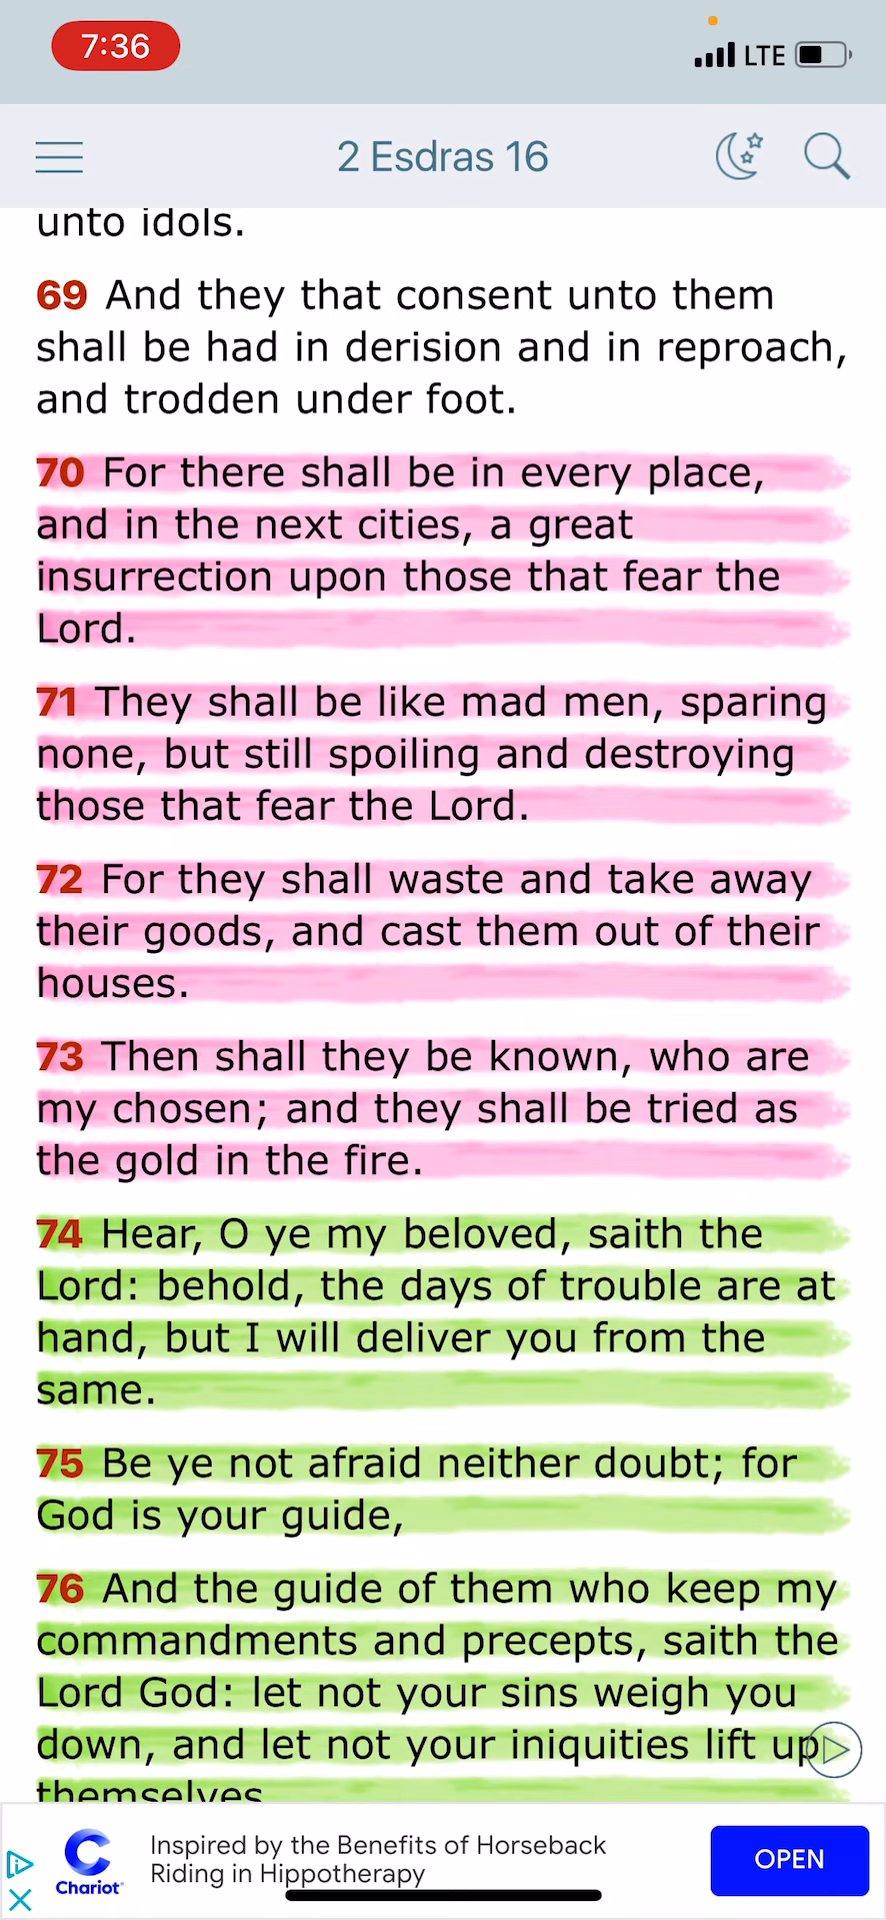 7:36
LTE
2 Esdras 16
unto idols.
69 And they that consent unto them
shall be had in derision and in reproach,
and trodden under foot.
70 For there shall be in every place,
and in the next cities, a great
insurrection upon those that fear the
Lord.
71 They shall be like mad men, sparing
none, but still spoiling and destroying
those that fear the Lord.
72 For they shall waste and take away
their goods, and cast them out of their
houses.
73 Then shall they be known, who are
my chosen; and they shall be tried as
the gold in the fire.
74 Hear, O ye my beloved, saith the
Lord: behold, the days of trouble are at
hand, but I will deliver you from the
same.
75 Be ye not afraid neither doubt; for
God is your guide,
76 And the guide of them who keep my
commandments and precepts, saith the
Lord God: let not your sins weigh you
down, and let not your iniquities lift up
themselves
Inspired by the Benefits of Horseback
Riding in Hippotherapy
Chariot
OPEN